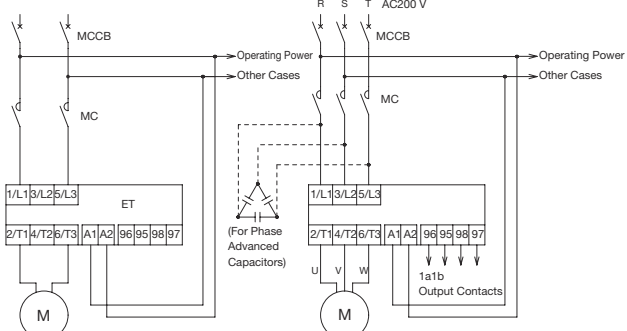 R S T AC200 V
MCCB
MCCB
Operating Power
Operating Power
Other Cases
Other Cases
MC
MC
1/L1 3/L2 5/L3
ET
2/T1 4/T2 6/T3 A1 A2 96 95 98 97
M
(For Phase
Advanced
Capacitors)
1/L1 3/L2 5/L3
2/T1 4/T2 6/T3 A1 A2 96 95 98 97
U V W
1a1b
Output Contacts
M